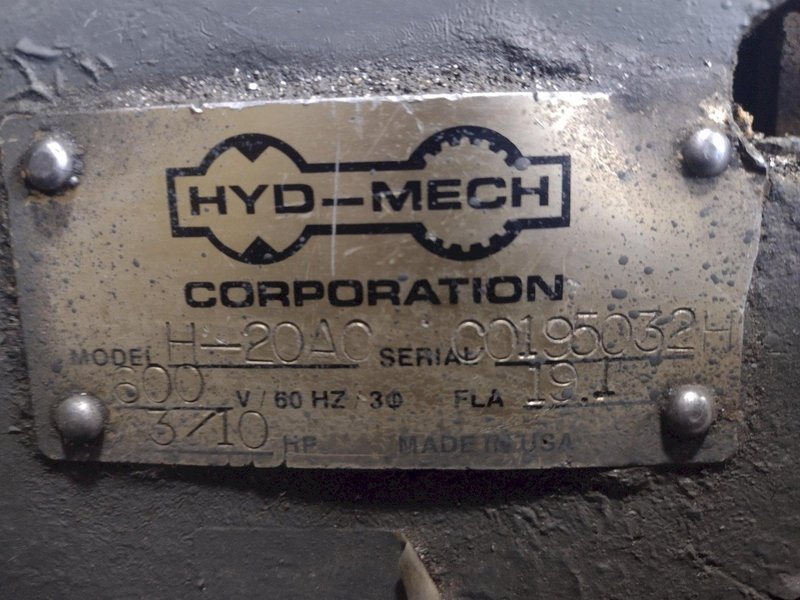 HYD-MECH
CORPORATION
MODEL H-20AC SERIAL C0195032H
600 V / 60 HZ / 3Φ FLA 19.1
3/10 HP MADE IN USA